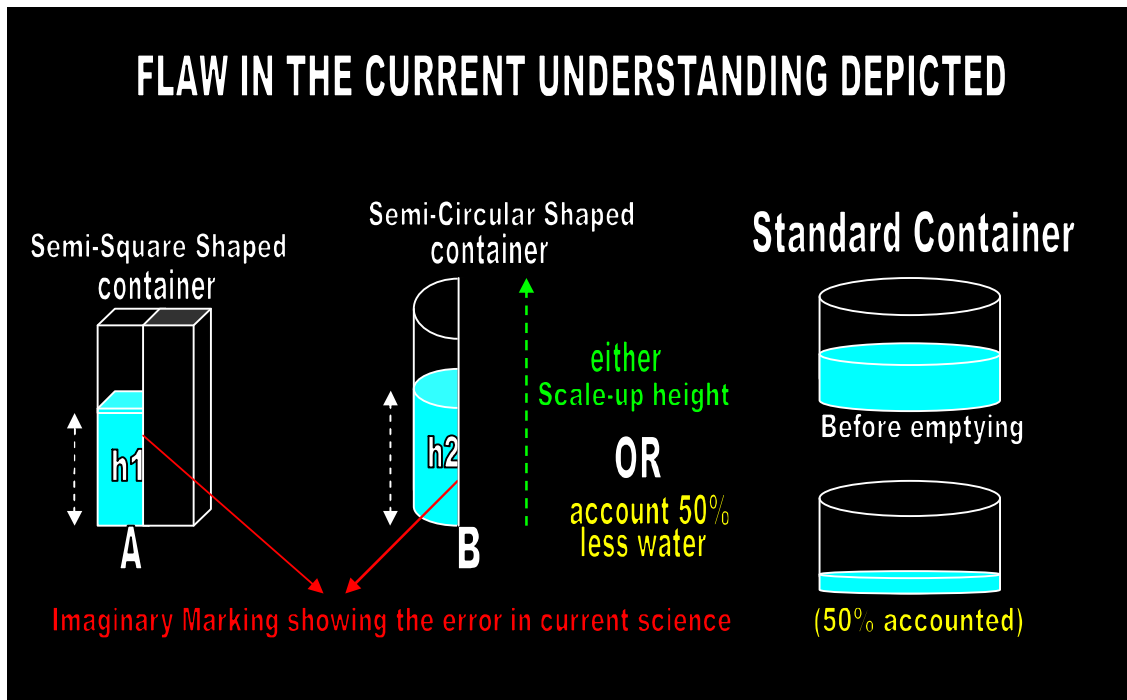 FLAW IN THE CURRENT UNDERSTANDING DEPICTED
Semi-Square Shaped
container
Semi-Circular Shaped
container
Standard Container
h1
h2
A
B
either
Scale-up height
OR
account 50%
less water
Before emptying
(50% accounted)
Imaginary Marking showing the error in current science